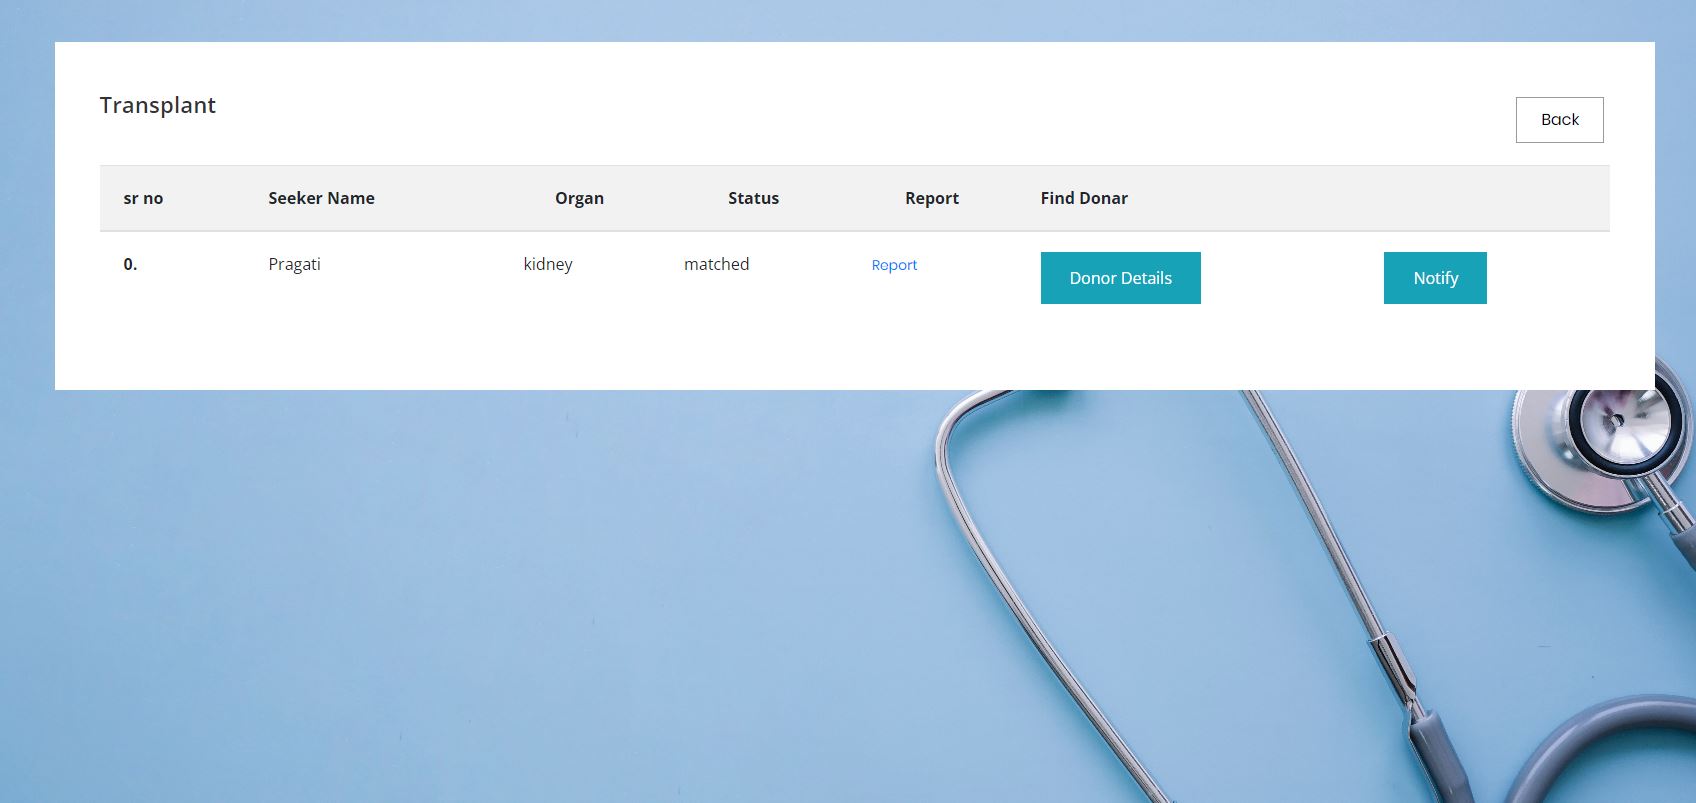 Transplant
Back
sr no Seeker Name Organ Status Report Find Donar
0. Pragati kidney matched Report Donor Details Notify